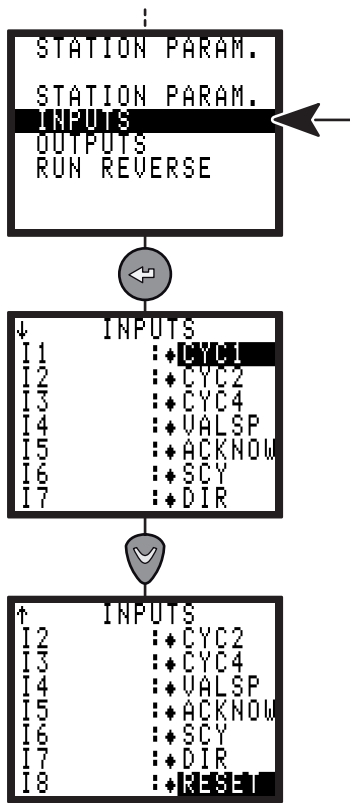 STATION PARAM.
STATION PARAM.
INPUTS
OUTPUTS
RUN REVERSE
↓ INPUTS
I1 :♦CYC1
I2 :♦CYC2
I3 :♦CYC4
I4 :♦VALSP
I5 :♦ACKNOW
I6 :♦SCY
I7 :♦DIR
↑ INPUTS
I2 :♦CYC2
I3 :♦CYC4
I4 :♦VALSP
I5 :♦ACKNOW
I6 :♦SCY
I7 :♦DIR
I8 :♦RESET